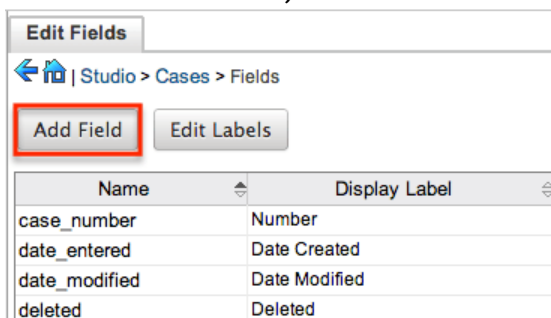 Edit Fields
| Studio > Cases > Fields
Add Field Edit Labels
Name Display Label
case_number Number
date_entered Date Created
date_modified Date Modified
deleted Deleted